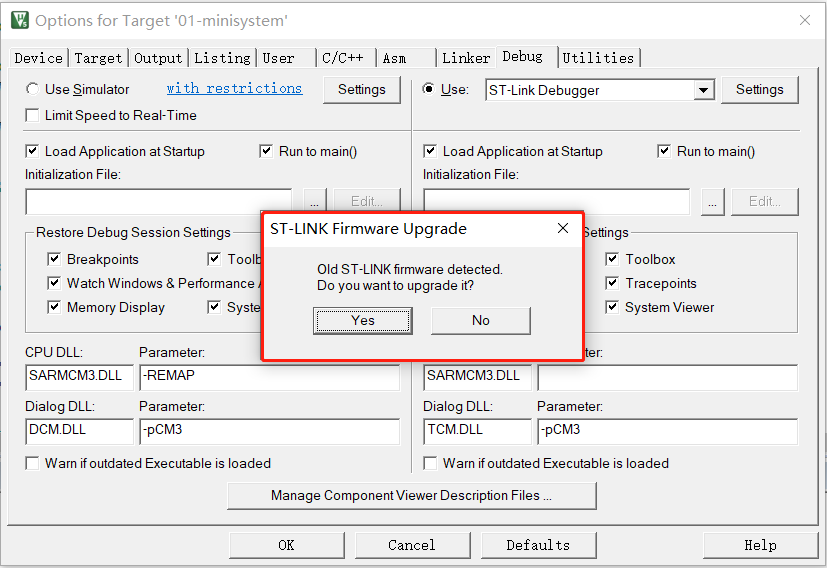 Options for Target '01-minisystem'
Device Target Output Listing User C/C++ Asm Linker Debug Utilities
Use Simulator with restrictions Settings
Use: ST-Link Debugger Settings
Limit Speed to Real-Time
Load Application at Startup Run to main()
Load Application at Startup Run to main()
Initialization File:
Initialization File:
... Edit...
... Edit...
Restore Debug Session Settings
Settings
Breakpoints Toolb
Toolbox
Watch Windows & Performance A
Tracepoints
Memory Display Syste
System Viewer
ST-LINK Firmware Upgrade
Old ST-LINK firmware detected.
Do you want to upgrade it?
Yes No
CPU DLL: Parameter:
ter:
SARMCM3.DLL -REMAP
SARMCM3.DLL
Dialog DLL: Parameter:
Dialog DLL: Parameter:
DCM.DLL -pCM3
TCM.DLL -pCM3
Warn if outdated Executable is loaded
Warn if outdated Executable is loaded
Manage Component Viewer Description Files ...
OK Cancel Defaults Help